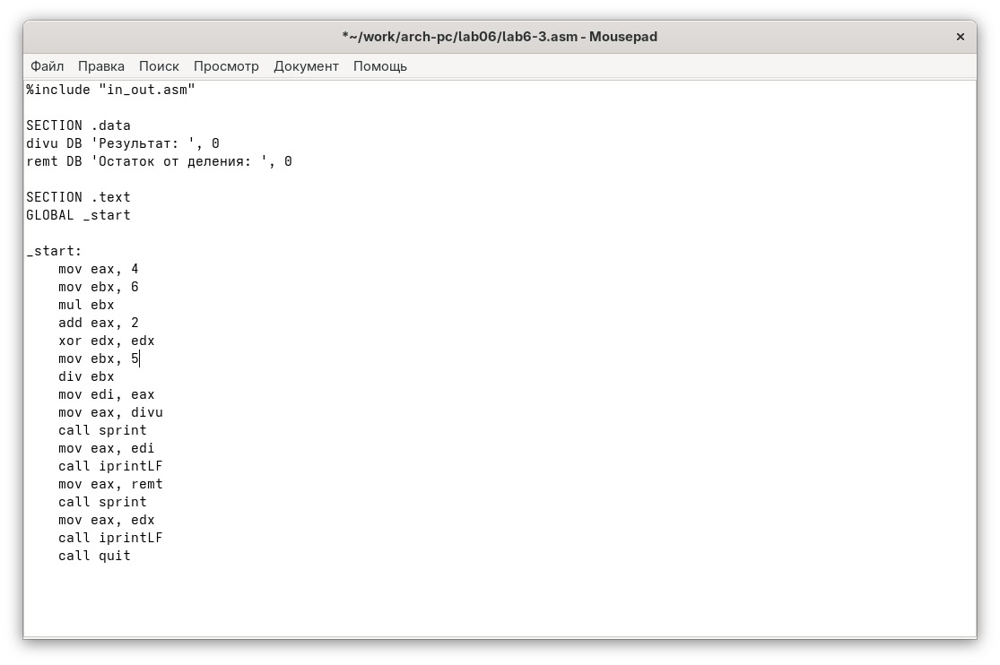 *~/work/arch-pc/lab06/lab6-3.asm - Mousepad
Файл Правка Поиск Просмотр Документ Помощь
%include "in_out.asm"

SECTION .data
divu DB 'Результат: ', 0
remt DB 'Остаток от деления: ', 0

SECTION .text
GLOBAL _start

_start:
    mov eax, 4
    mov ebx, 6
    mul ebx
    add eax, 2
    xor edx, edx
    mov ebx, 5
    div ebx
    mov edi, eax
    mov eax, divu
    call sprint
    mov eax, edi
    call iprintLF
    mov eax, remt
    call sprint
    mov eax, edx
    call iprintLF
    call quit